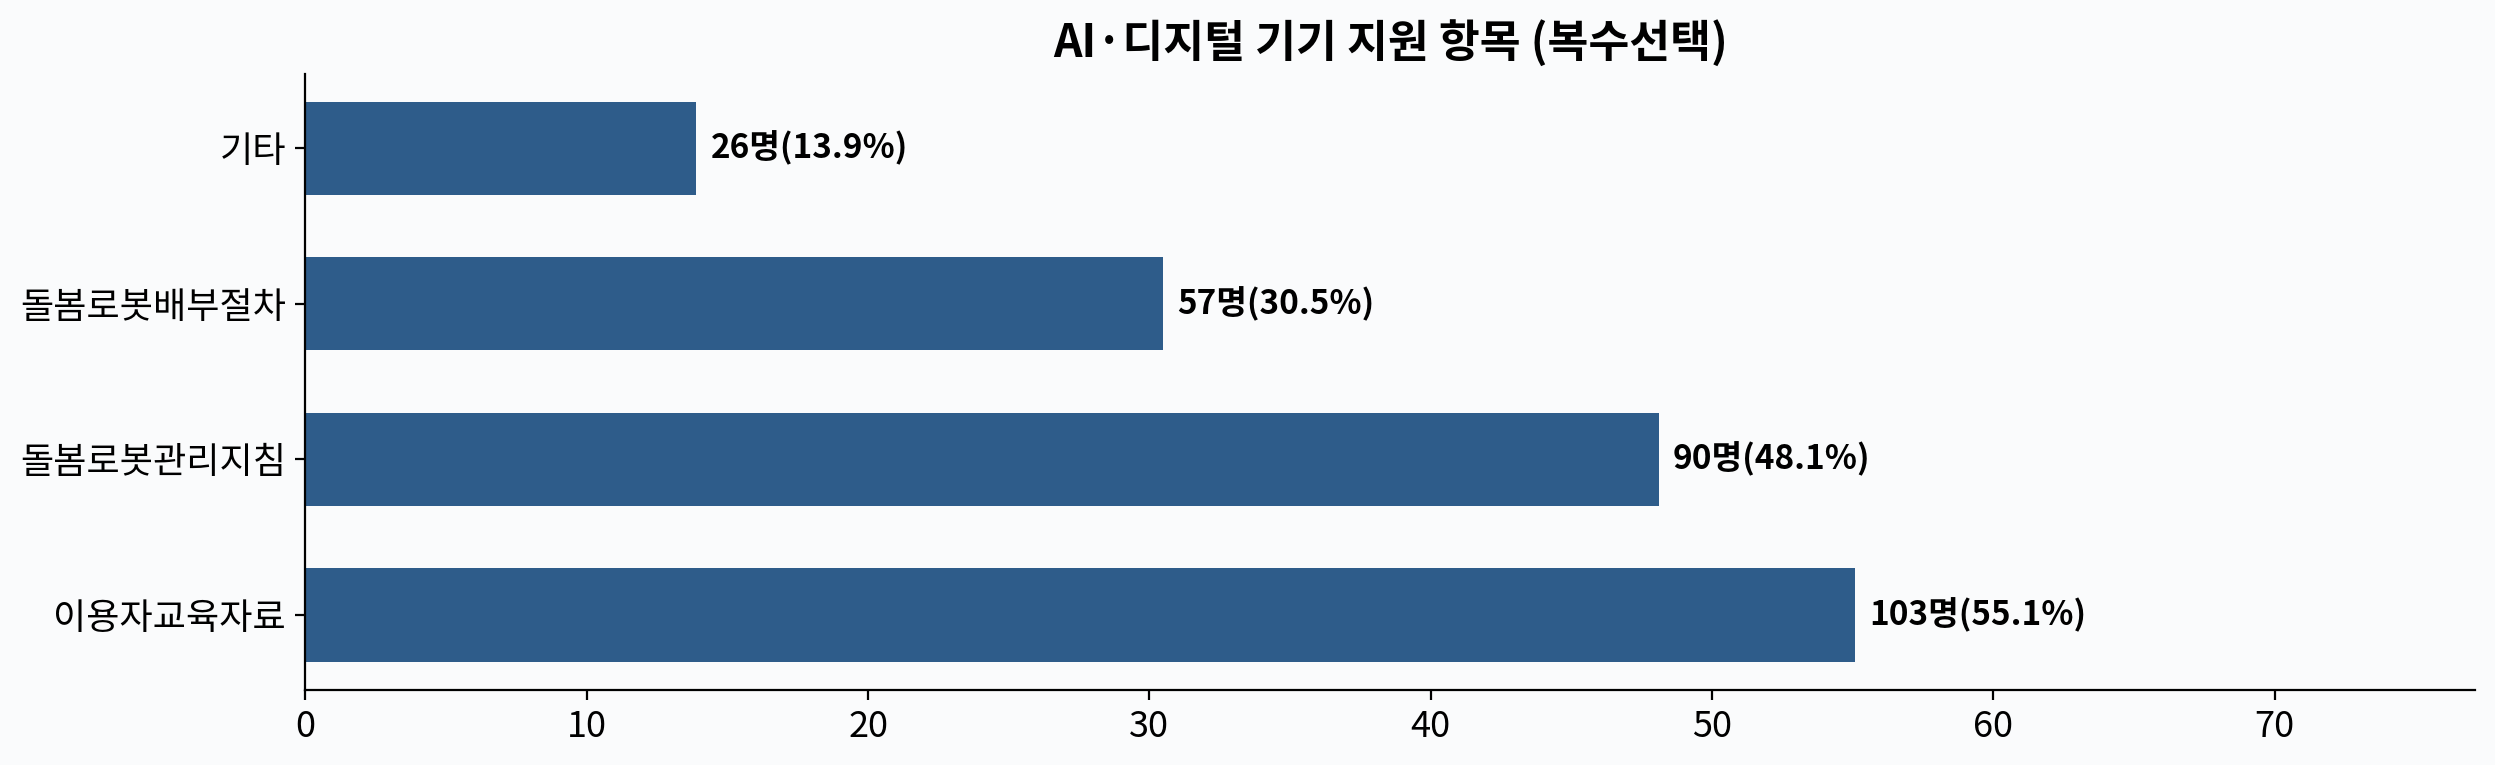 AI·디지털 기기 지원 항목 (복수선택)
기타
26명(13.9%)
돌봄로봇배부절차
57명(30.5%)
돌봄로봇관리지침
90명(48.1%)
이용자교육자료
103명(55.1%)
0 10 20 30 40 50 60 70